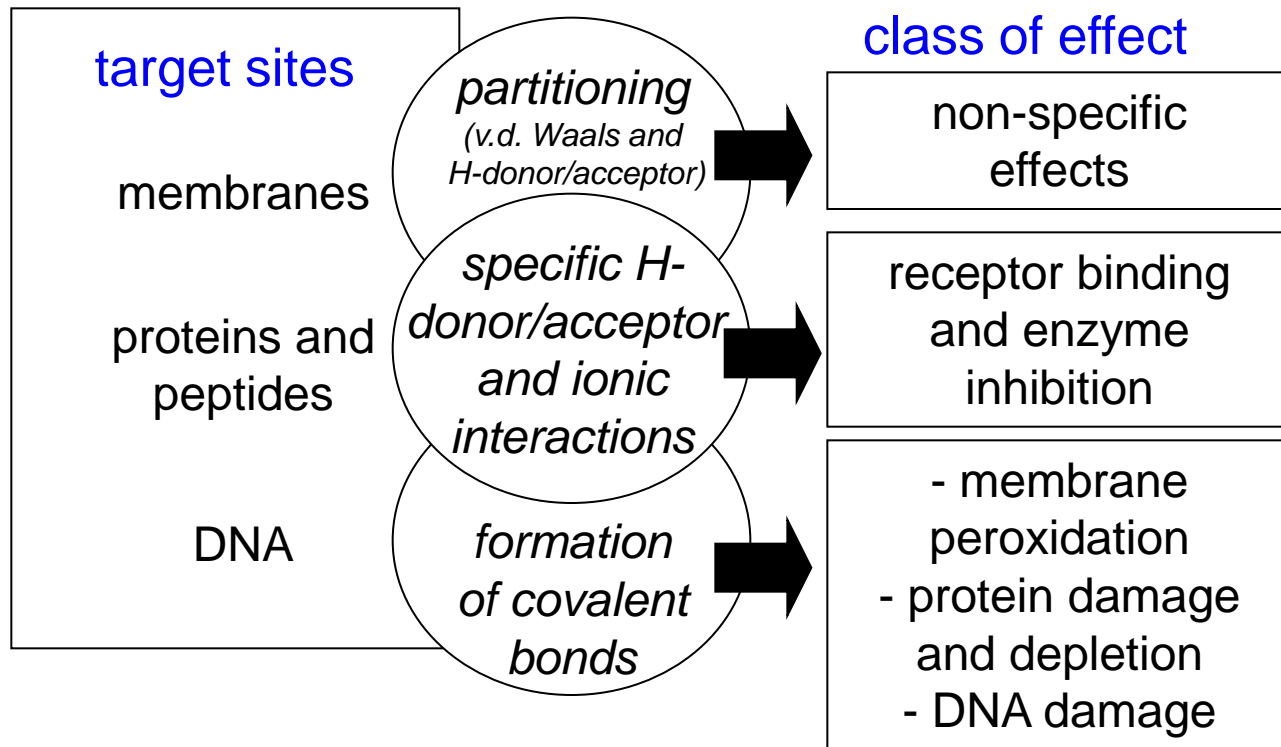 target sites
membranes
proteins and
peptides
DNA
partitioning
(v.d. Waals and
H-donor/acceptor)
specific H-
donor/acceptor
and ionic
interactions
formation
of covalent
bonds
class of effect
non-specific
effects
receptor binding
and enzyme
inhibition
- membrane
peroxidation
- protein damage
and depletion
- DNA damage